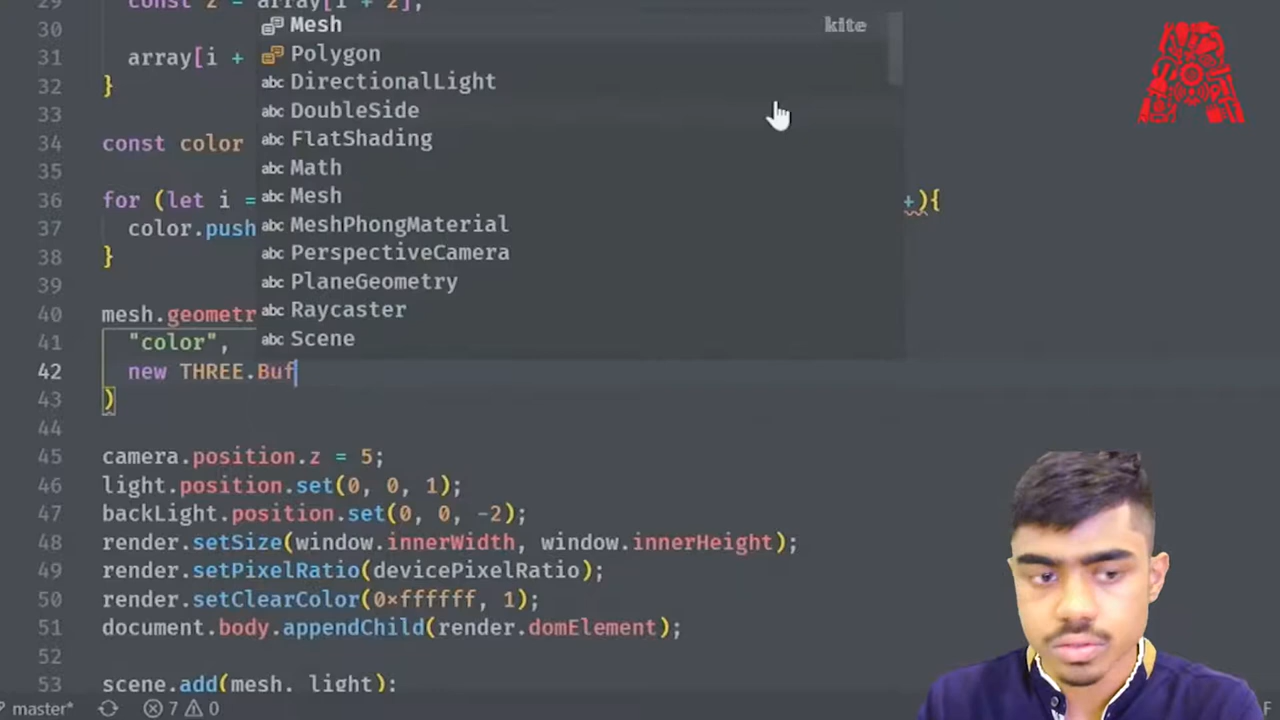 29 const z = array[i + 2];
30 Mesh kite
31 array[i + Polygon
32 } DirectionalLight
33 DoubleSide
34 const color FlatShading
35 Math
36 for (let i = Mesh +){
37 color.push MeshPhongMaterial
38 } PerspectiveCamera
39 PlaneGeometry
40 mesh.geometr Raycaster
41 "color", Scene
42 new THREE.Buf
43 )
44
45 camera.position.z = 5;
46 light.position.set(0, 0, 1);
47 backLight.position.set(0, 0, -2);
48 render.setSize(window.innerWidth, window.innerHeight);
49 render.setPixelRatio(devicePixelRatio);
50 render.setClearColor(0×ffffff, 1);
51 document.body.appendChild(render.domElement);
52
53 scene.add(mesh, light);
master* 7 0